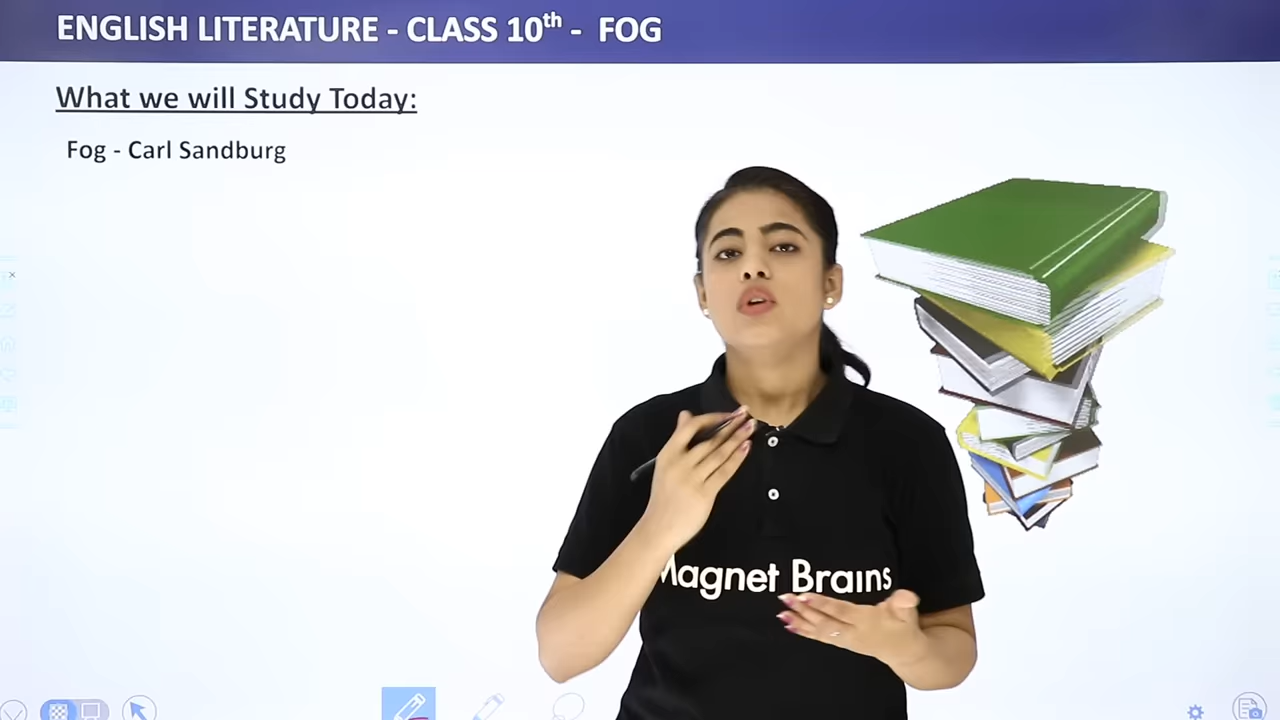 ENGLISH LITERATURE - CLASS 10th - FOG
What we will Study Today:
Fog - Carl Sandburg
Magnet Brains